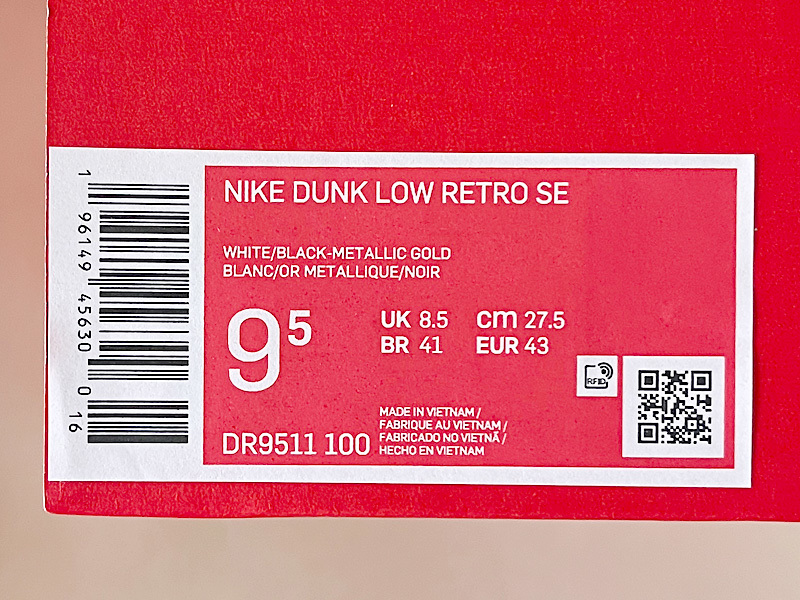 1 96149 45630 0 16
NIKE DUNK LOW RETRO SE
WHITE/BLACK-METALLIC GOLD
BLANC/OR METALLIQUE/NOIR
9⁵
UK 8.5 cm 27.5
BR 41 EUR 43
RFID
DR9511 100
MADE IN VIETNAM /
FABRIQUE AU VIETNAM /
FABRICADO NO VIETNÃ /
HECHO EN VIETNAM